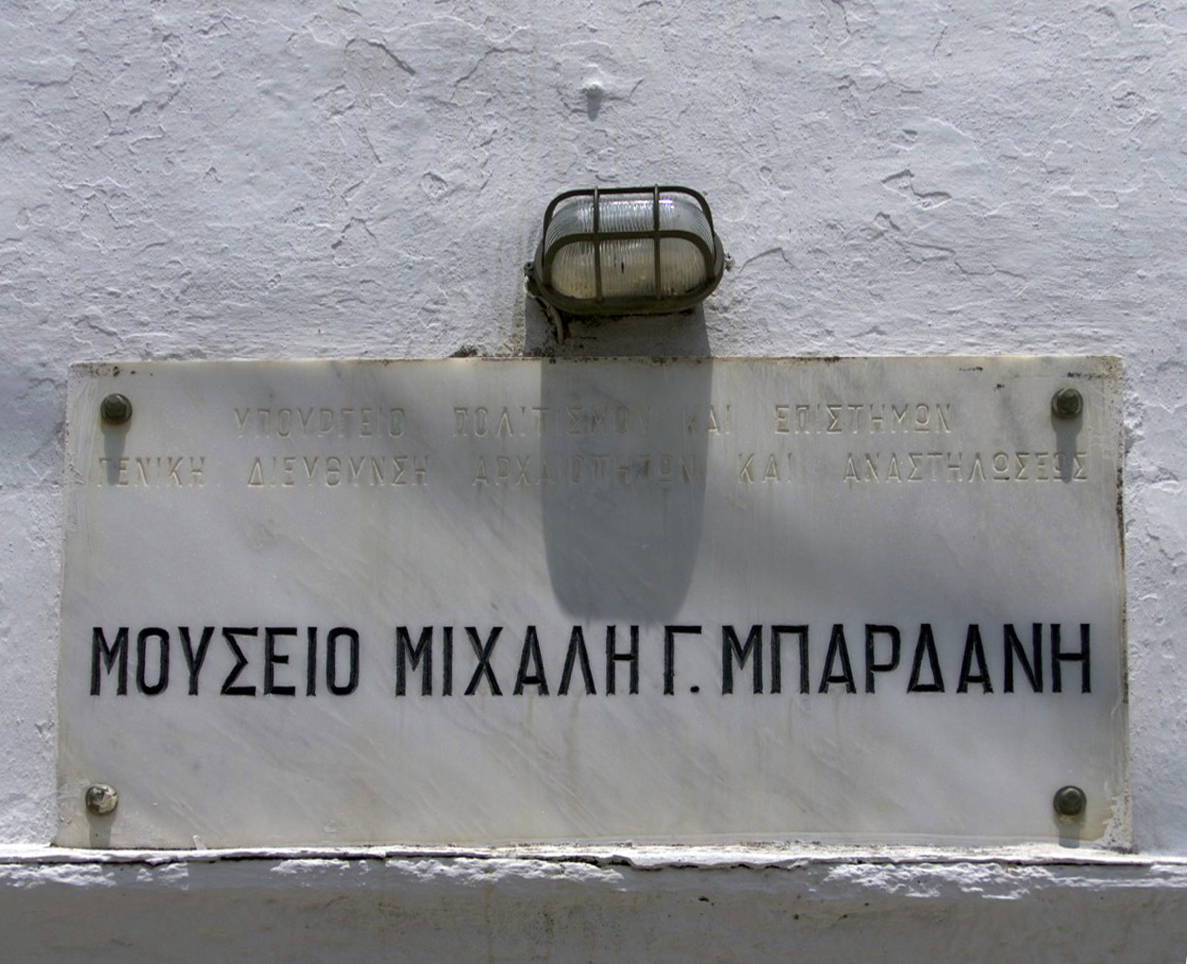 ΥΠΟΥΡΓΕΙΟ ΠΟΛΙΤΙΣΜΟΥ ΚΑΙ ΕΠΙΣΤΗΜΩΝ
ΓΕΝΙΚΗ ΔΙΕΥΘΥΝΣΗ ΑΡΧΑΙΟΤΗΤΩΝ ΚΑΙ ΑΝΑΣΤΗΛΩΣΕΩΣ
ΜΟΥΣΕΙΟ ΜΙΧΑΛΗ Γ. ΜΠΑΡΔΑΝΗ